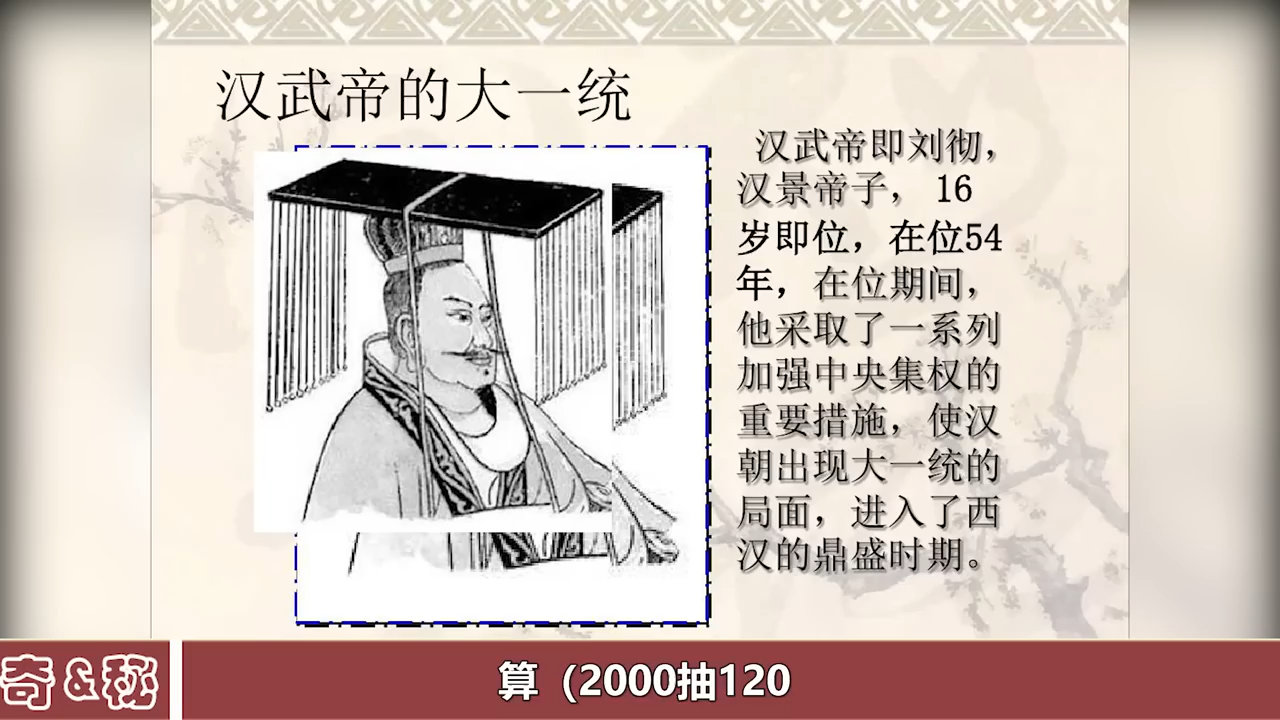 汉武帝的大一统
汉武帝即刘彻，
汉景帝子， 16
岁即位，在位54
年，在位期间，
他采取了一系列
加强中央集权的
重要措施，使汉
朝出现大一统的
局面，进入了西
汉的鼎盛时期。
奇&秘
算（2000抽120